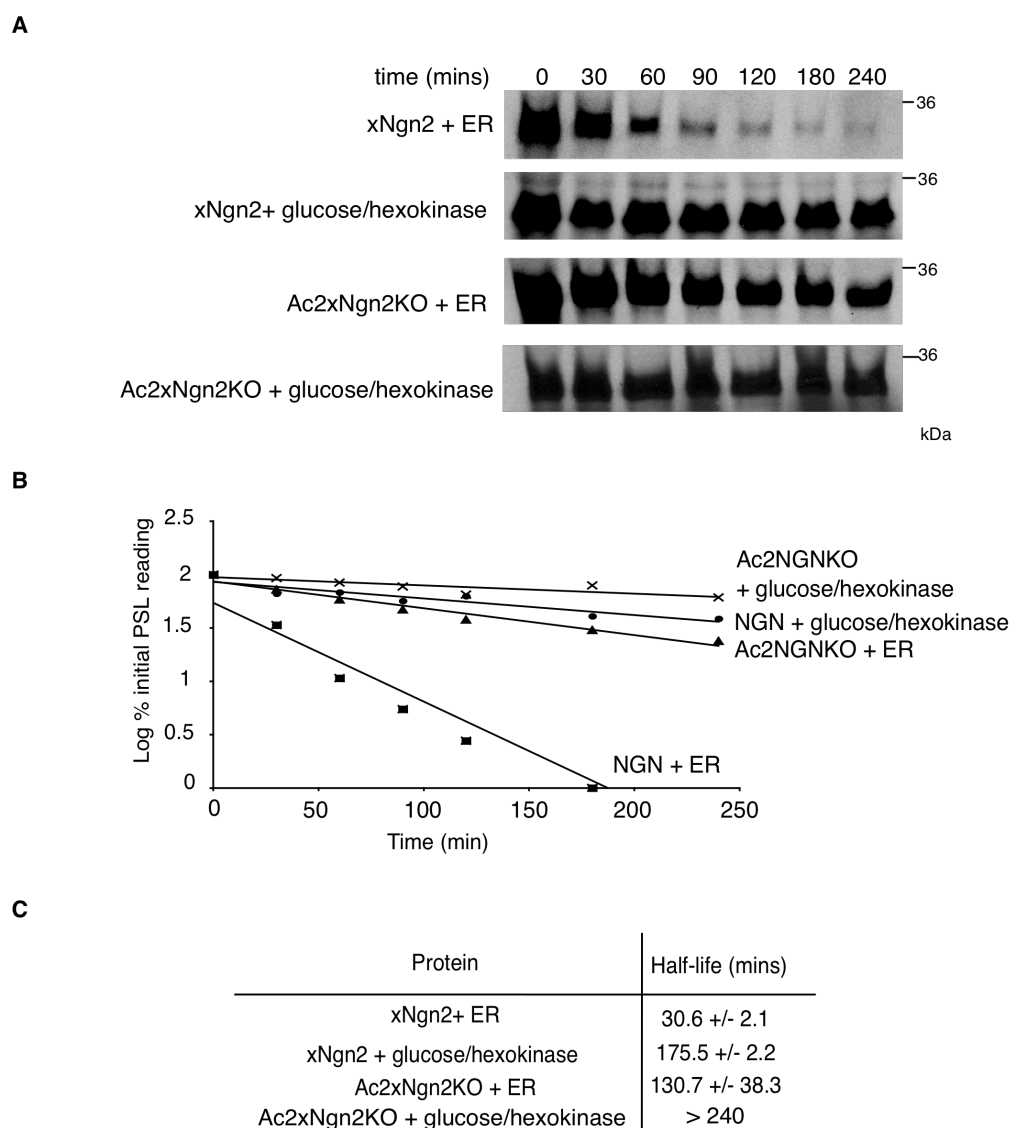 A
time (mins) 0 30 60 90 120 180 240
36
xNgn2 + ER
36
xNgn2+ glucose/hexokinase
36
Ac2xNgn2KO + ER
36
Ac2xNgn2KO + glucose/hexokinase
kDa
B
Log % initial PSL reading
2.5
2
1.5
1
0.5
0
Ac2NGNKO
+ glucose/hexokinase
NGN + glucose/hexokinase
Ac2NGNKO + ER
NGN + ER
0 50 100 150 200 250
Time (min)
C
Protein Half-life (mins)
xNgn2+ ER 30.6 +/- 2.1
xNgn2 + glucose/hexokinase 175.5 +/- 2.2
Ac2xNgn2KO + ER 130.7 +/- 38.3
Ac2xNgn2KO + glucose/hexokinase > 240